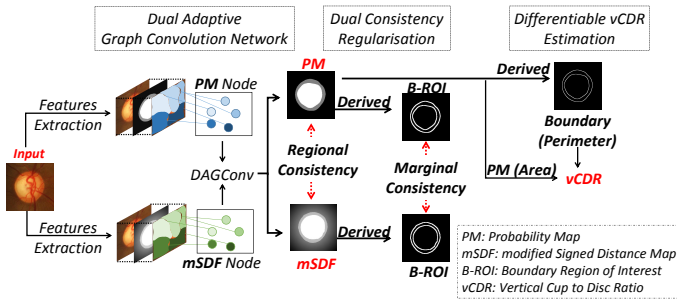 Dual Adaptive
Graph Convolution Network
Dual Consistency
Regularisation
Differentiable vCDR
Estimation
Input
Features
Extraction
Features
Extraction
PM Node
DAGConv
mSDF Node
PM
Regional
Consistency
mSDF
Derived
Derived
B-ROI
Marginal
Consistency
B-ROI
Derived
Boundary
(Perimeter)
PM (Area)
vCDR
PM: Probability Map
mSDF: modified Signed Distance Map
B-ROI: Boundary Region of Interest
vCDR: Vertical Cup to Disc Ratio